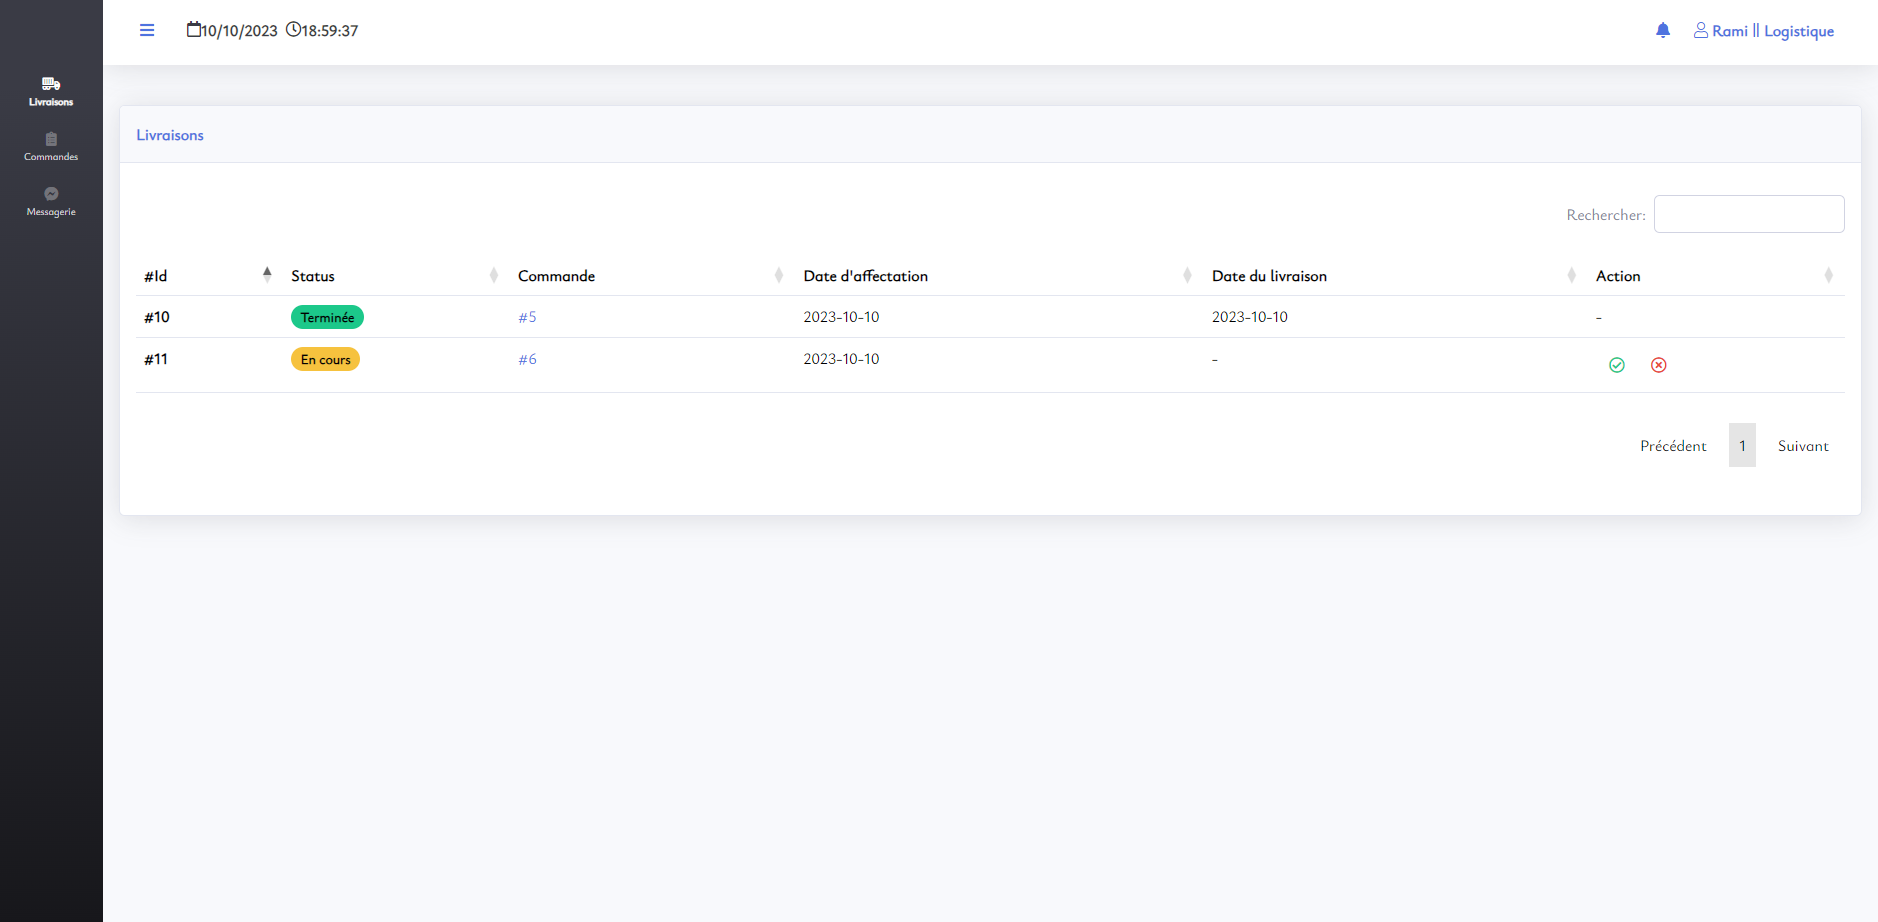 10/10/2023 18:59:37
Rami || Logistique
Livraisons
Commandes
Messagerie
Livraisons
Rechercher:
#Id Status Commande Date d'affectation Date du livraison Action
#10 Terminée #5 2023-10-10 2023-10-10 -
#11 En cours #6 2023-10-10 -
Précédent 1 Suivant